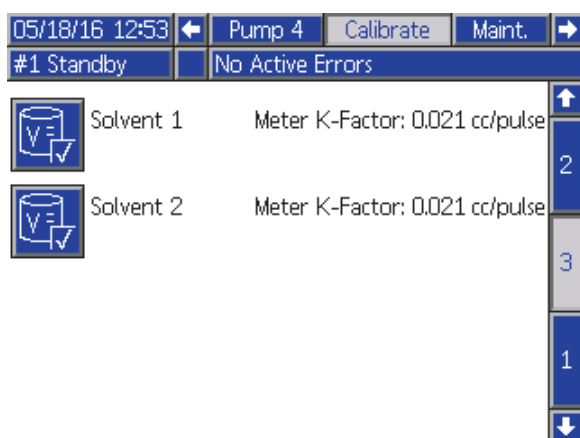 05/18/16 12:53 Pump 4 Calibrate Maint.
#1 Standby No Active Errors
Solvent 1 Meter K-Factor: 0.021 cc/pulse
2
Solvent 2 Meter K-Factor: 0.021 cc/pulse
3
1